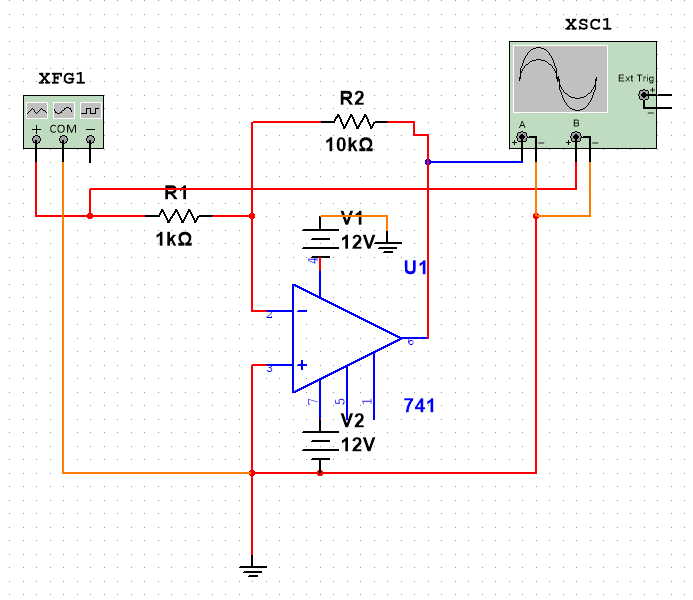 XSC1
XFG1
Ext Trig
+
−
A
B
+
−
+
−
+ COM −
R2
10kΩ
R1
1kΩ
V1
12V
4
U1
2
−
6
3
+
7
5
1
741
V2
12V